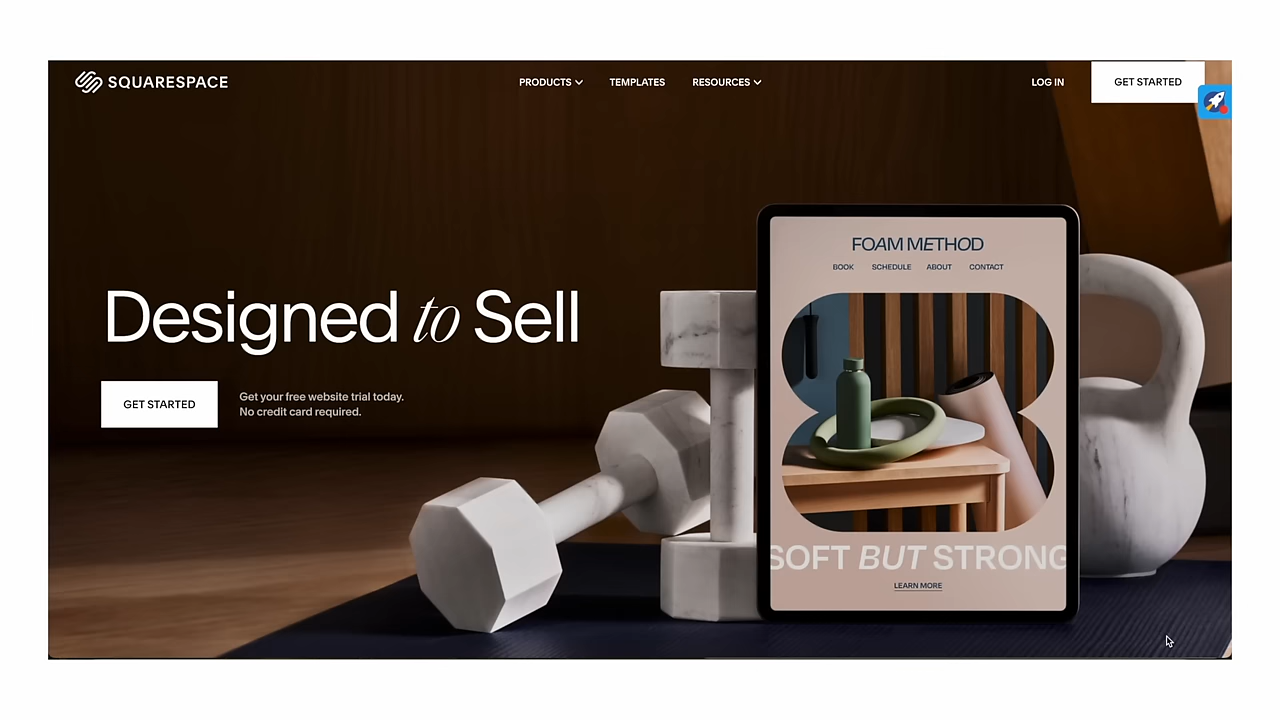 SQUARESPACE
PRODUCTS
TEMPLATES
RESOURCES
LOG IN
GET STARTED
FOAM METHOD
BOOK SCHEDULE ABOUT CONTACT
Designed to Sell
GET STARTED
Get your free website trial today.
No credit card required.
SOFT BUT STRONG
LEARN MORE